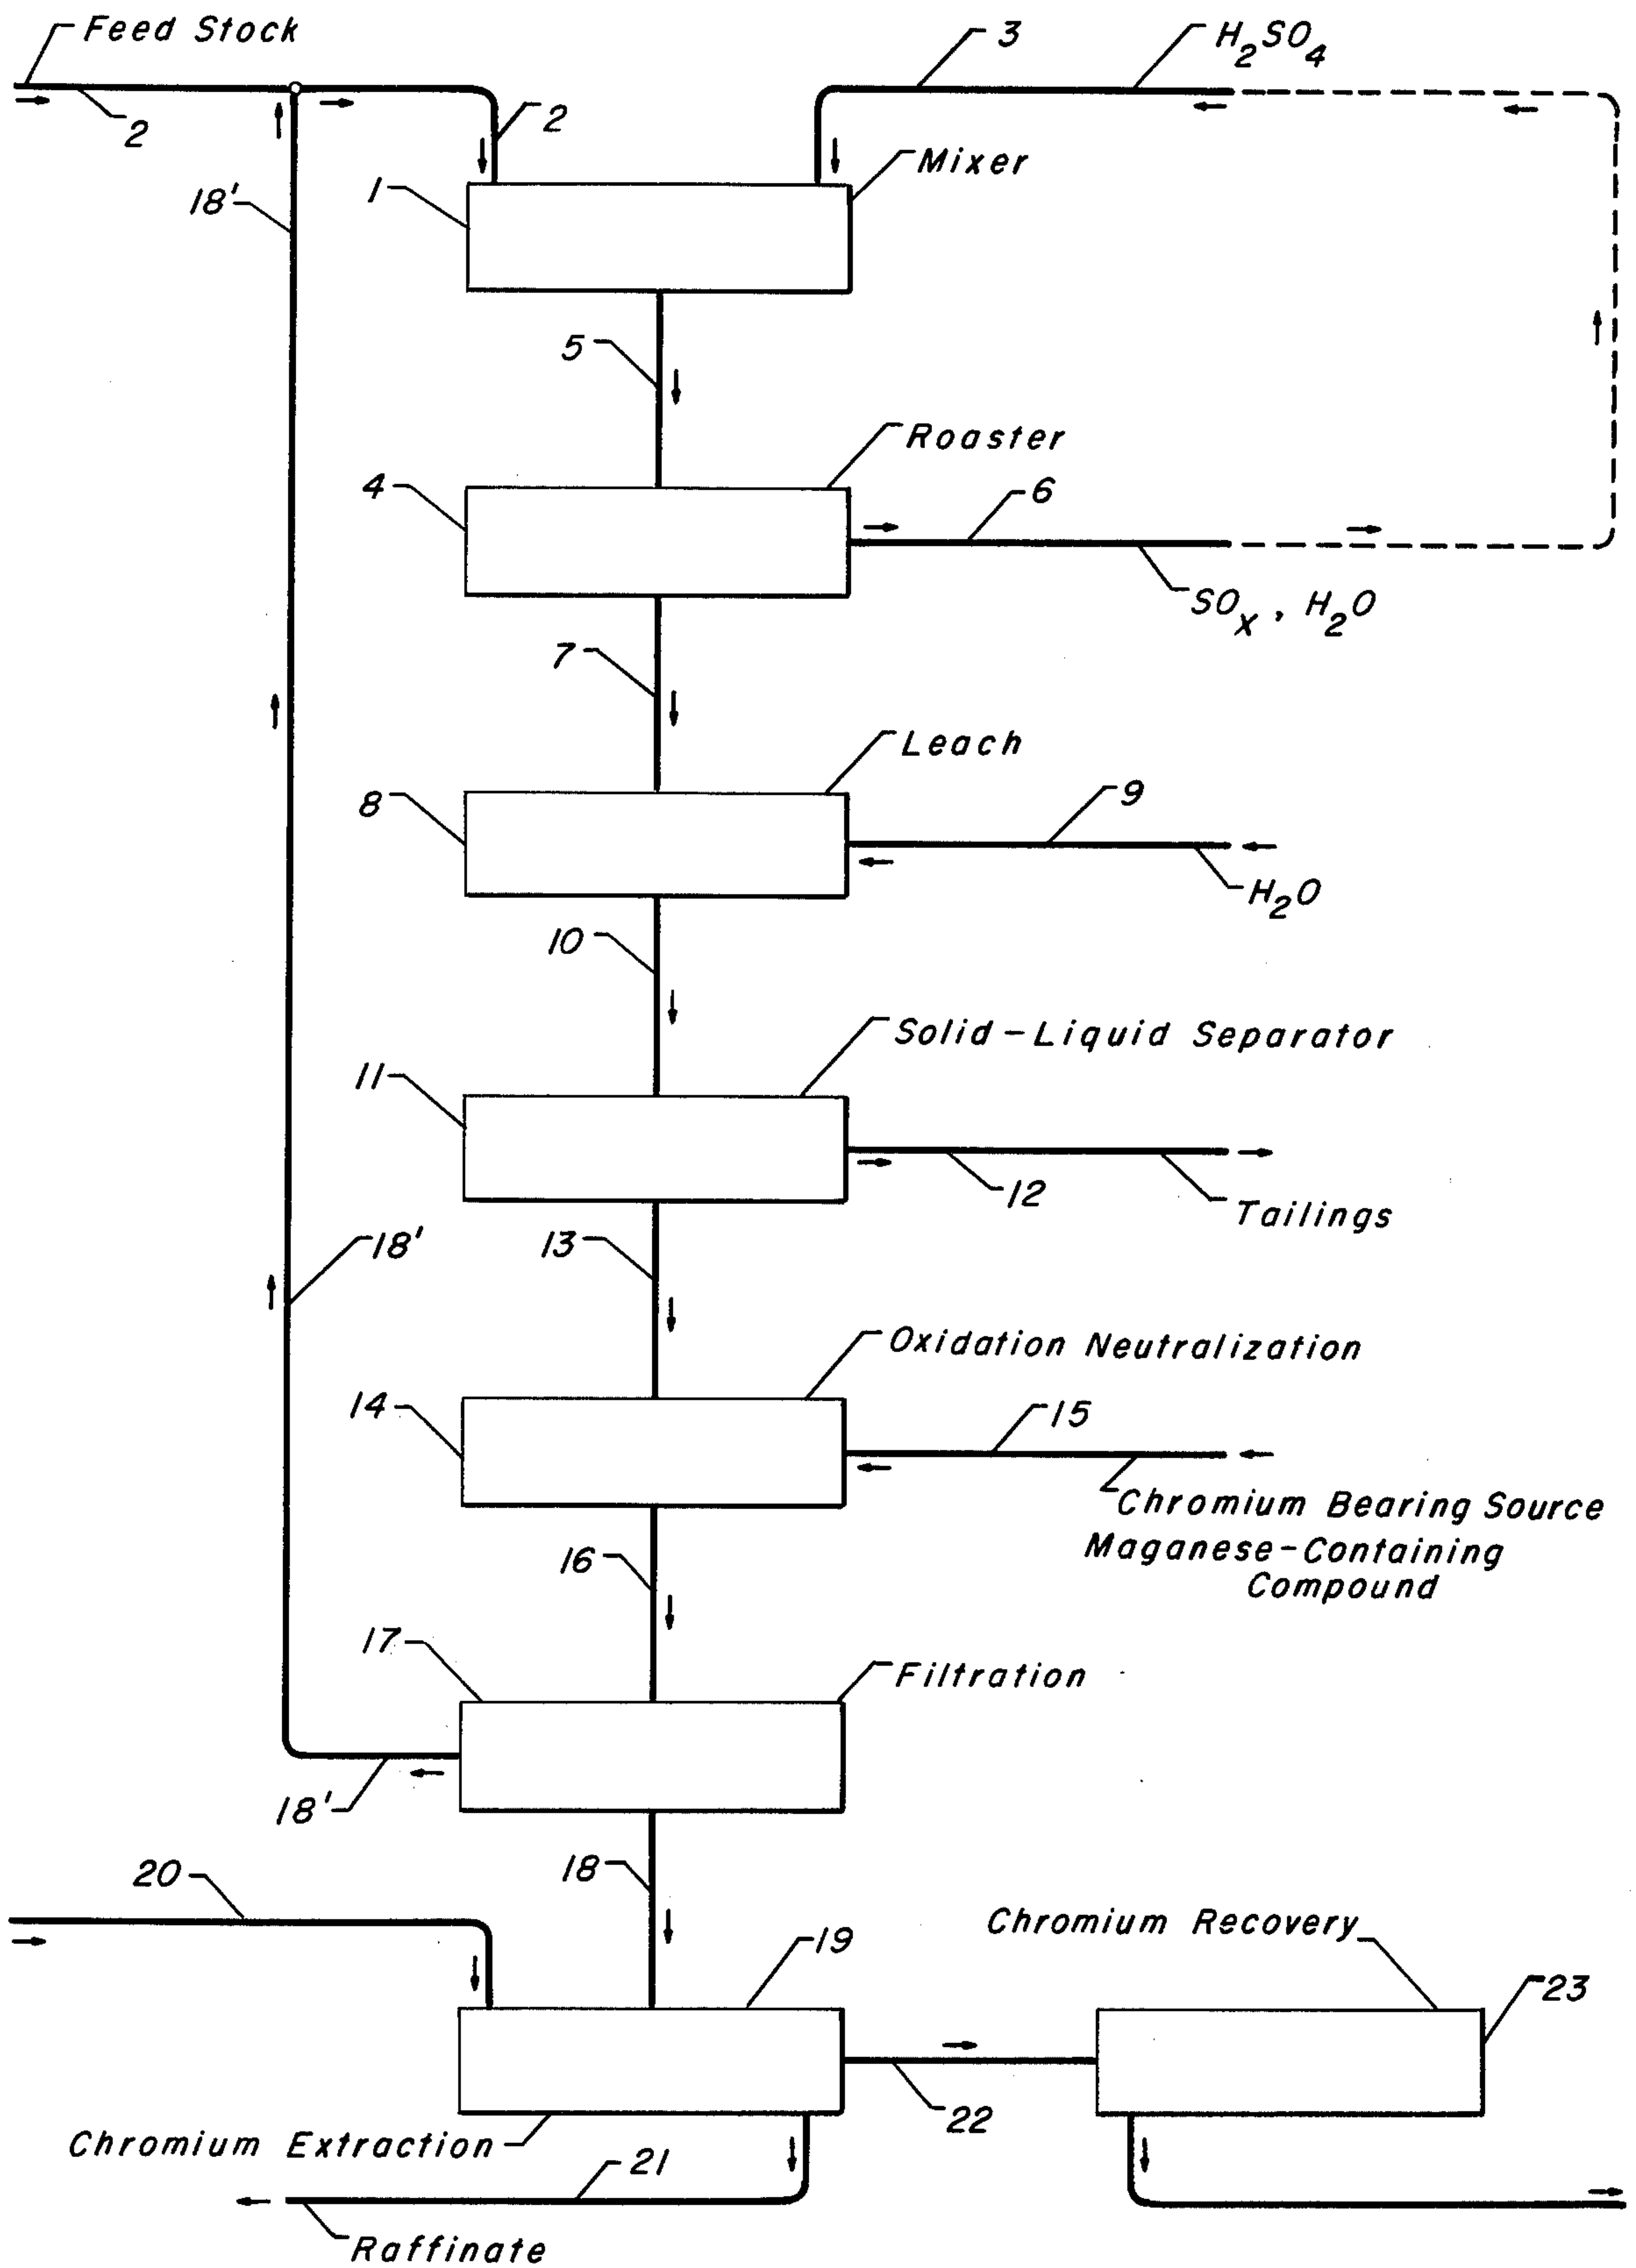 Feed Stock
3
H2SO4
2
2
Mixer
1
18'
5
Roaster
4
6
SOx, H2O
7
Leach
8
9
H2O
10
Solid-Liquid Separator
11
12
Tailings
13
18'
Oxidation Neutralization
14
15
Chromium Bearing Source
Maganese-Containing
Compound
16
17
Filtration
18'
18
20
Chromium Recovery
19
23
22
Chromium Extraction
21
Raffinate